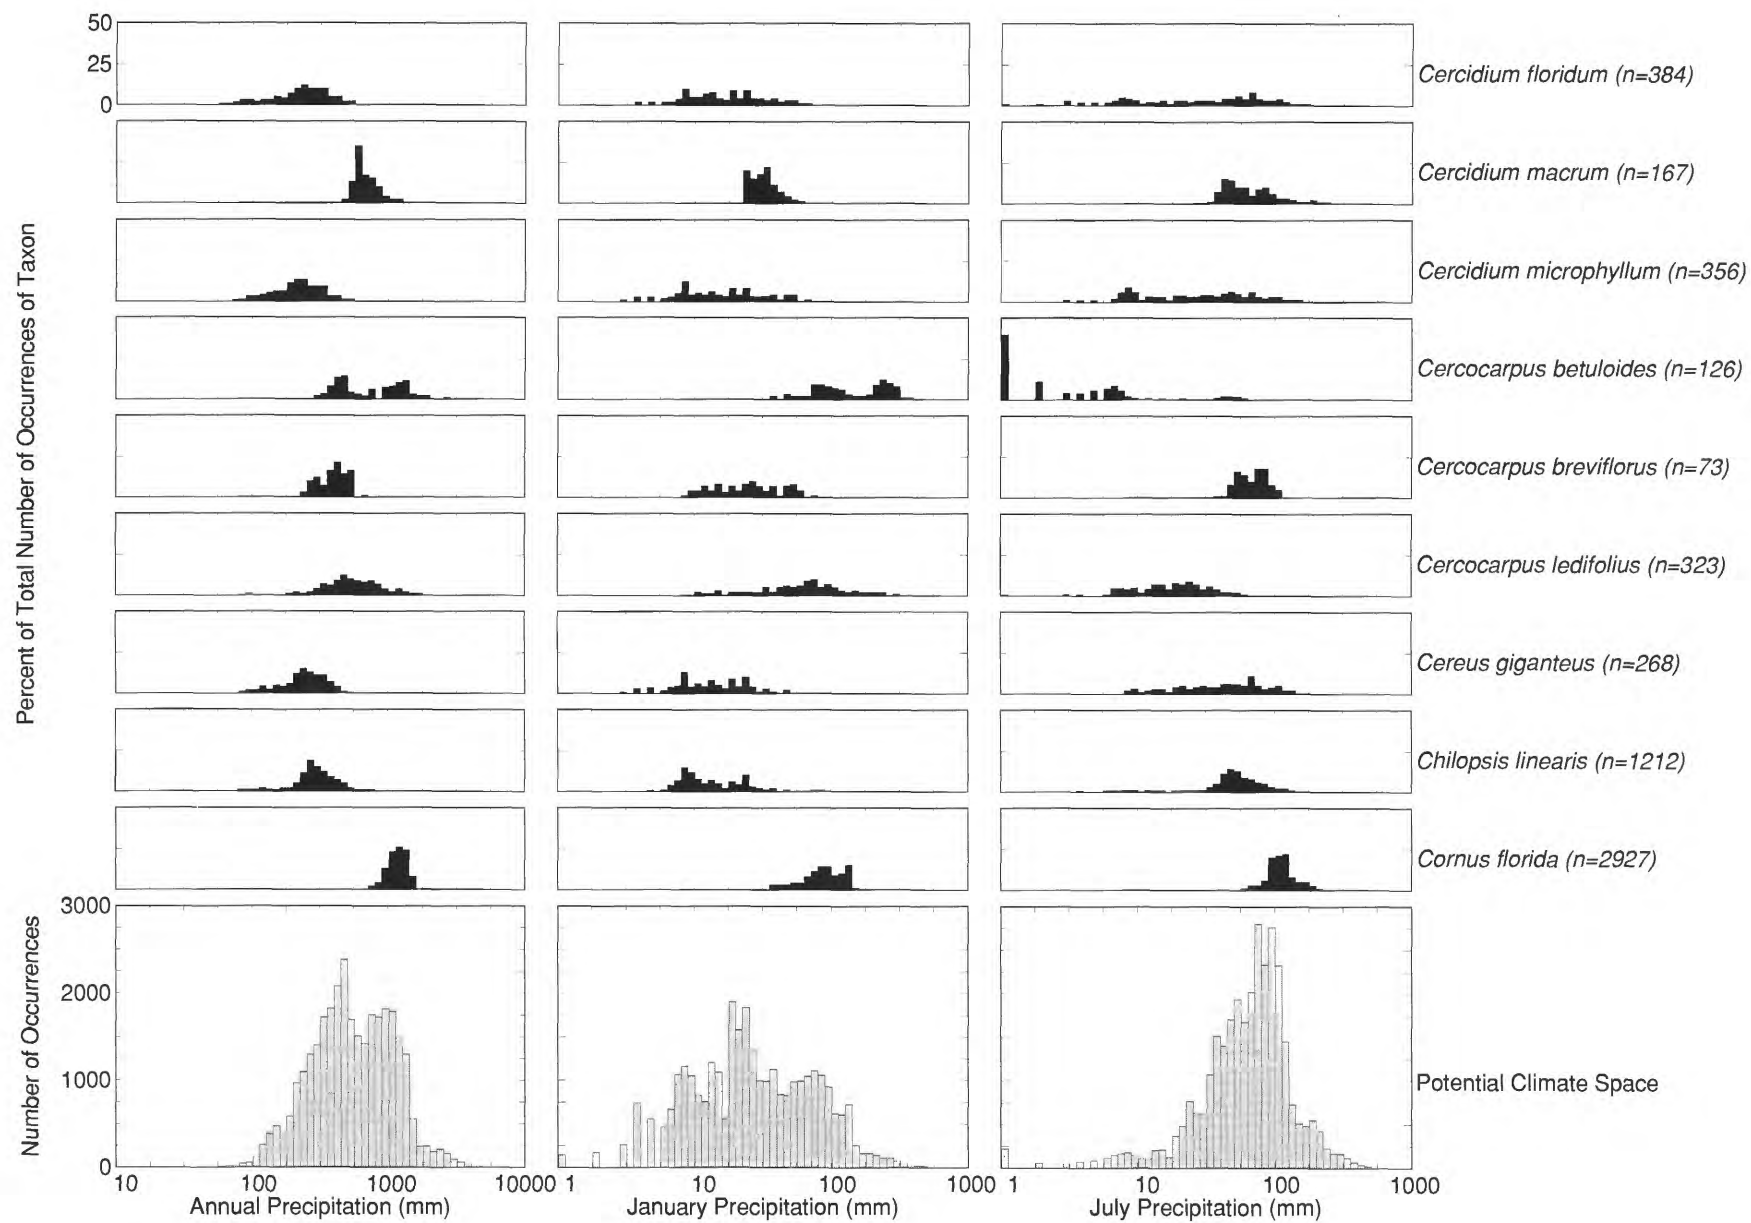 50
25
0
Cercidium floridum (n=384)
Cercidium macrum (n=167)
Cercidium microphyllum (n=356)
Cercocarpus betuloides (n=126)
Cercocarpus breviflorus (n=73)
Cercocarpus ledifolius (n=323)
Cereus giganteus (n=268)
Chilopsis linearis (n=1212)
Cornus florida (n=2927)
Percent of Total Number of Occurrences of Taxon
3000
2000
1000
0
Number of Occurrences
Potential Climate Space
10 100 1000 10000 1 10 100 1000 1 10 100 1000
Annual Precipitation (mm) January Precipitation (mm) July Precipitation (mm)